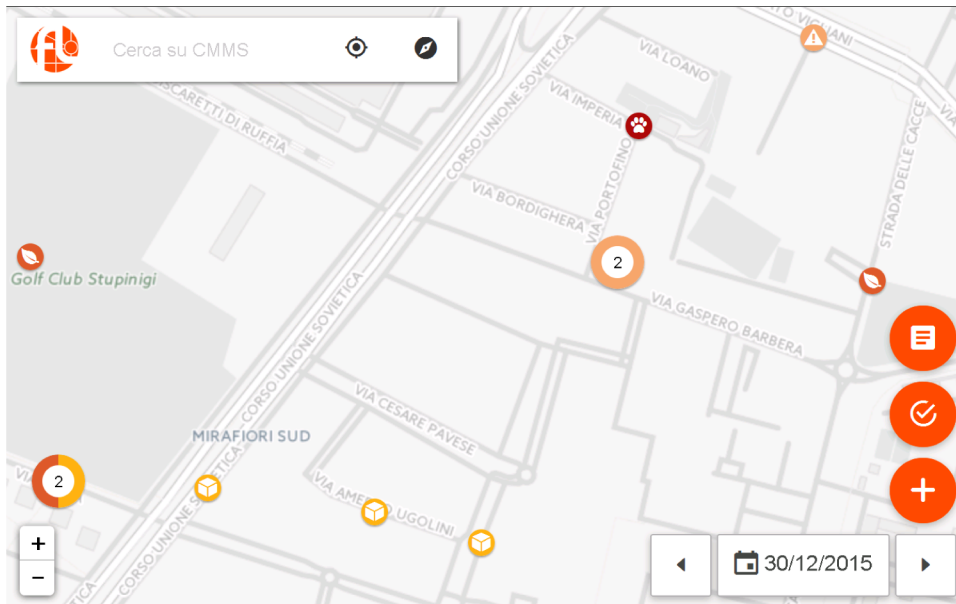 Cerca su CMMS
VIA LOANO
VIGLIANI
VIA IMPERIA
SCARETTI DI RUFFIA
CORSO UNIONE SOVIETICA
STRADA DELLE CACCE
VIA PORTOFINO
VIA BORDIGHERA
2
Golf Club Stupinigi
CORSO UNIONE SOVIETICA
VIA GASPERO BARBERA
VIA CESARE PAVESE
MIRAFIORI SUD
2
CORSO UNIONE SOVIETICA
UGOLINI
+
−
30/12/2015